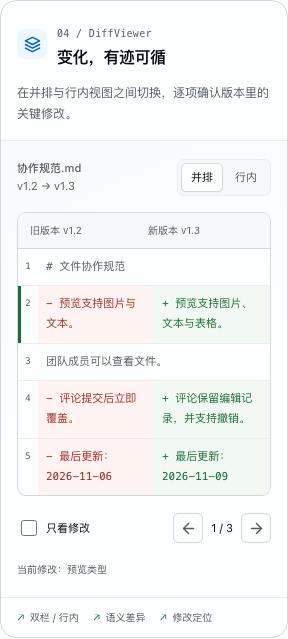 04 / DiffViewer
变化，有迹可循
在并排与行内视图之间切换，逐项确认版本里的
关键修改。
协作规范.md
v1.2 → v1.3
并排 行内
旧版本 v1.2 新版本 v1.3
1 # 文件协作规范
2 − 预览支持图片与 + 预览支持图片、
文本。 文本与表格。
3 团队成员可以查看文件。
4 − 评论提交后立即 + 评论保留编辑记
覆盖。 录，并支持撤销。
5 − 最后更新： + 最后更新：
2026-11-06 2026-11-09
只看修改 ← 1 / 3 →
当前修改：预览类型
↗ 双栏 / 行内 ↗ 语义差异 ↗ 修改定位